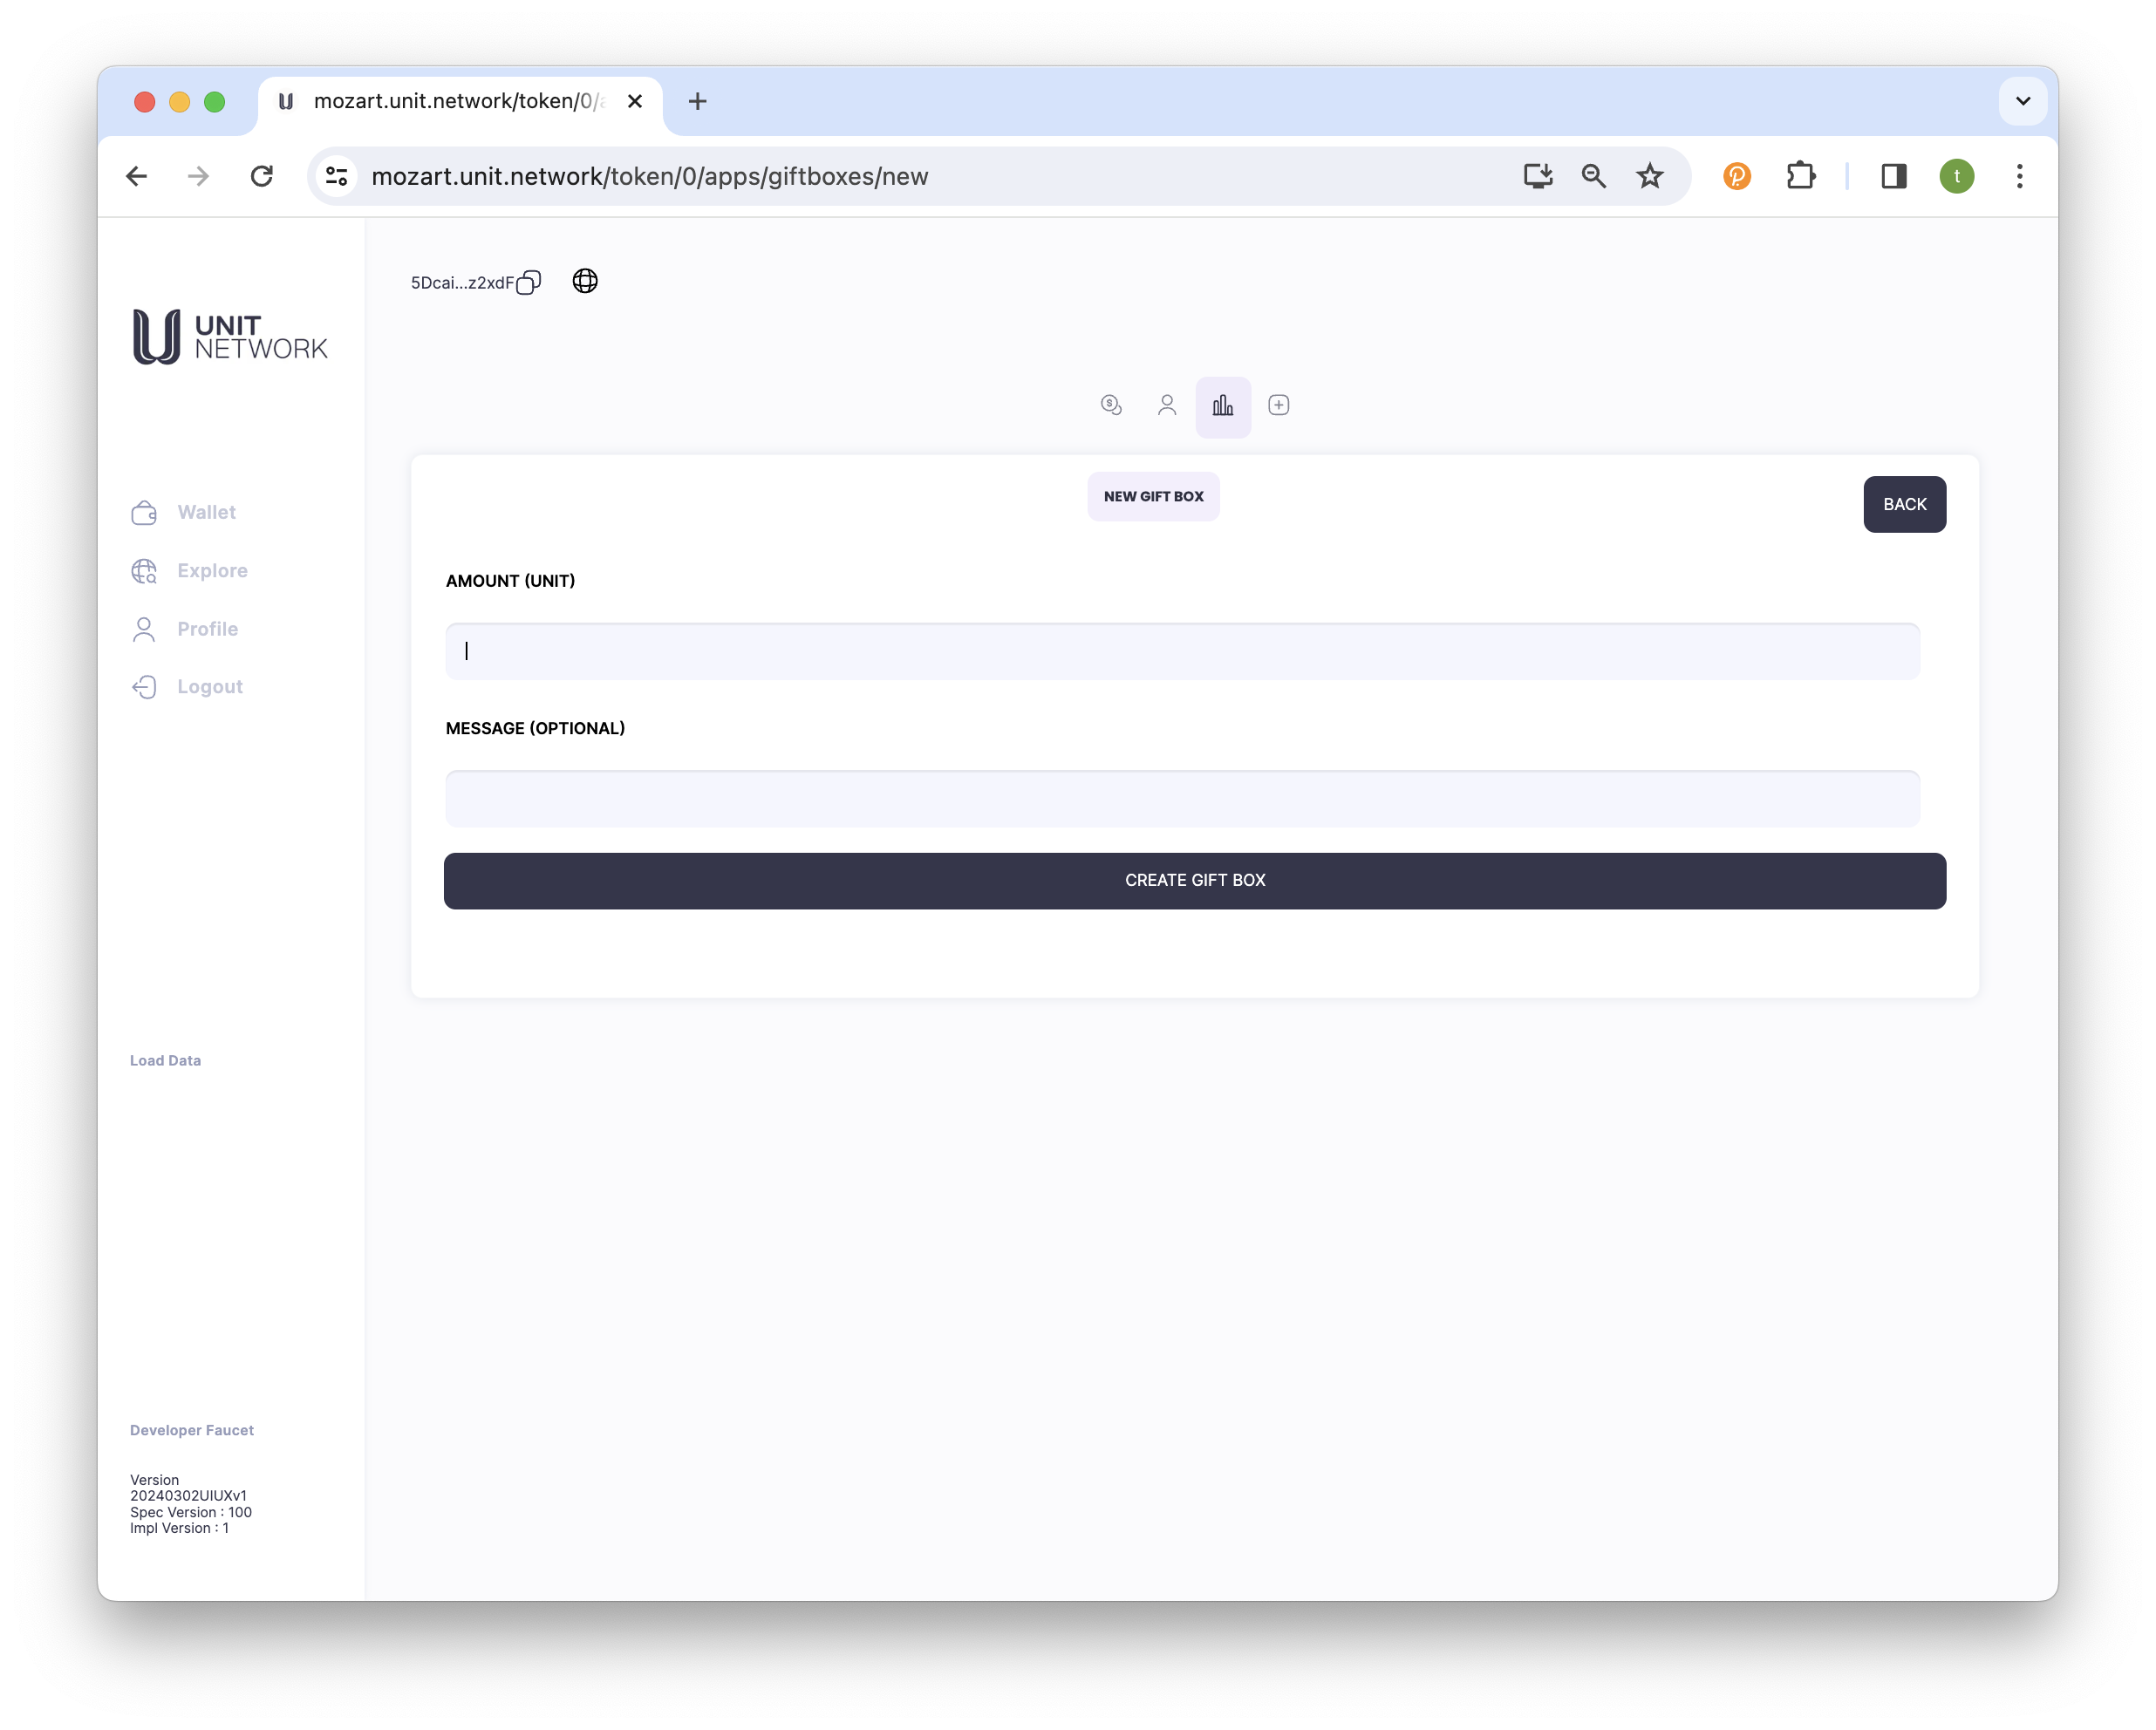 mozart.unit.network/token/0/a
mozart.unit.network/token/0/apps/giftboxes/new
t
UNIT
NETWORK
5Dcai...z2xdF
Wallet
Explore
Profile
Logout
NEW GIFT BOX
BACK
AMOUNT (UNIT)
MESSAGE (OPTIONAL)
CREATE GIFT BOX
Load Data
Developer Faucet
Version
20240302UIUXv1
Spec Version : 100
Impl Version : 1